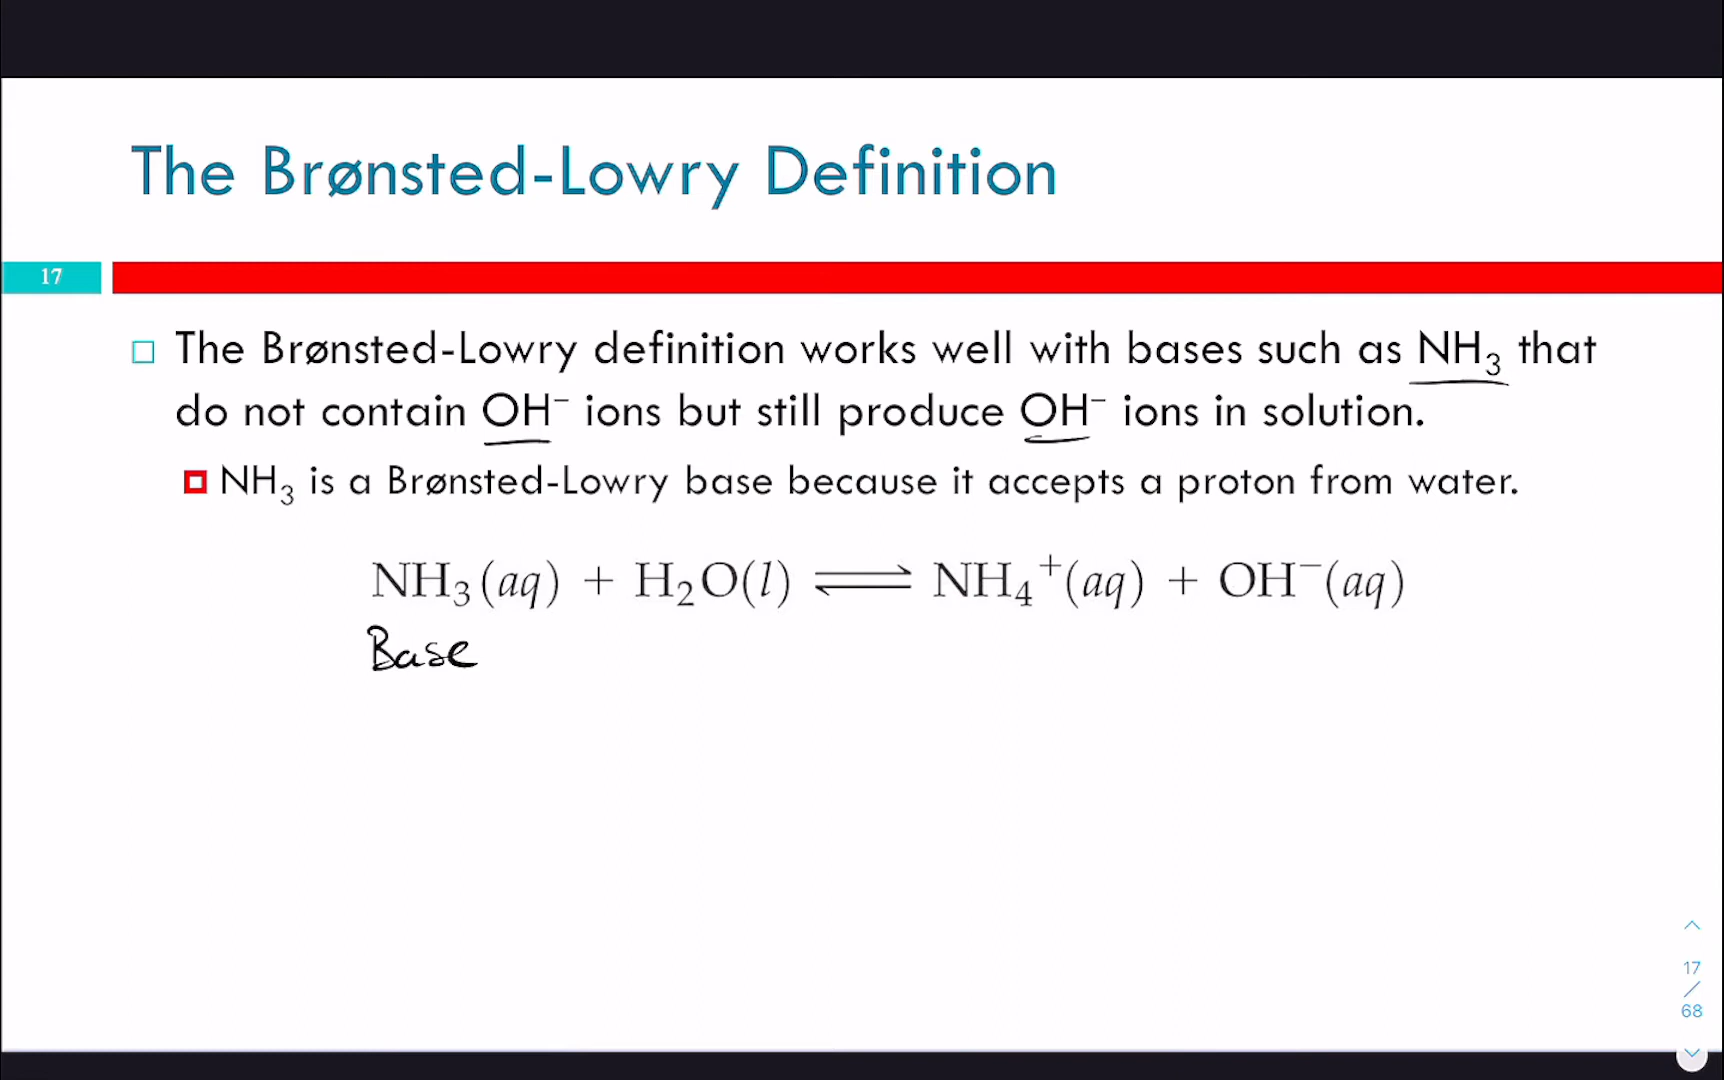 The Brønsted-Lowry Definition
17
The Brønsted-Lowry definition works well with bases such as NH₃ that
do not contain OH⁻ ions but still produce OH⁻ ions in solution.
NH₃ is a Brønsted-Lowry base because it accepts a proton from water.
NH₃(aq) + H₂O(l) ⇌ NH₄⁺(aq) + OH⁻(aq)
Base
17
/
68